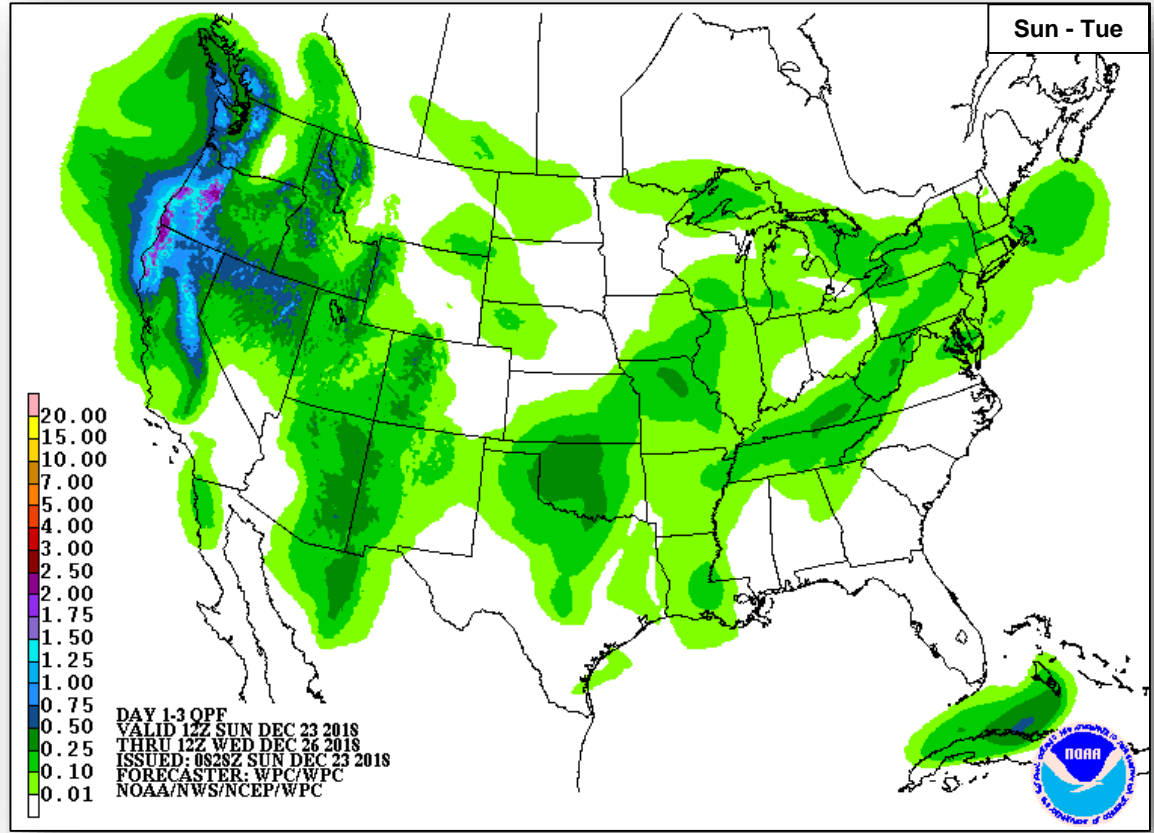 Sun - Tue
20.00
15.00
10.00
7.00
5.00
4.00
3.00
2.50
2.00
1.75
1.50
1.25
1.00
0.75
0.50
0.25
0.10
0.01
DAY 1-3 QPF
VALID 12Z SUN DEC 23 2018
THRU 12Z WED DEC 26 2018
ISSUED: 0828Z SUN DEC 23 2018
FORECASTER: WPC/WPC
NOAA/NWS/NCEP/WPC
NOAA